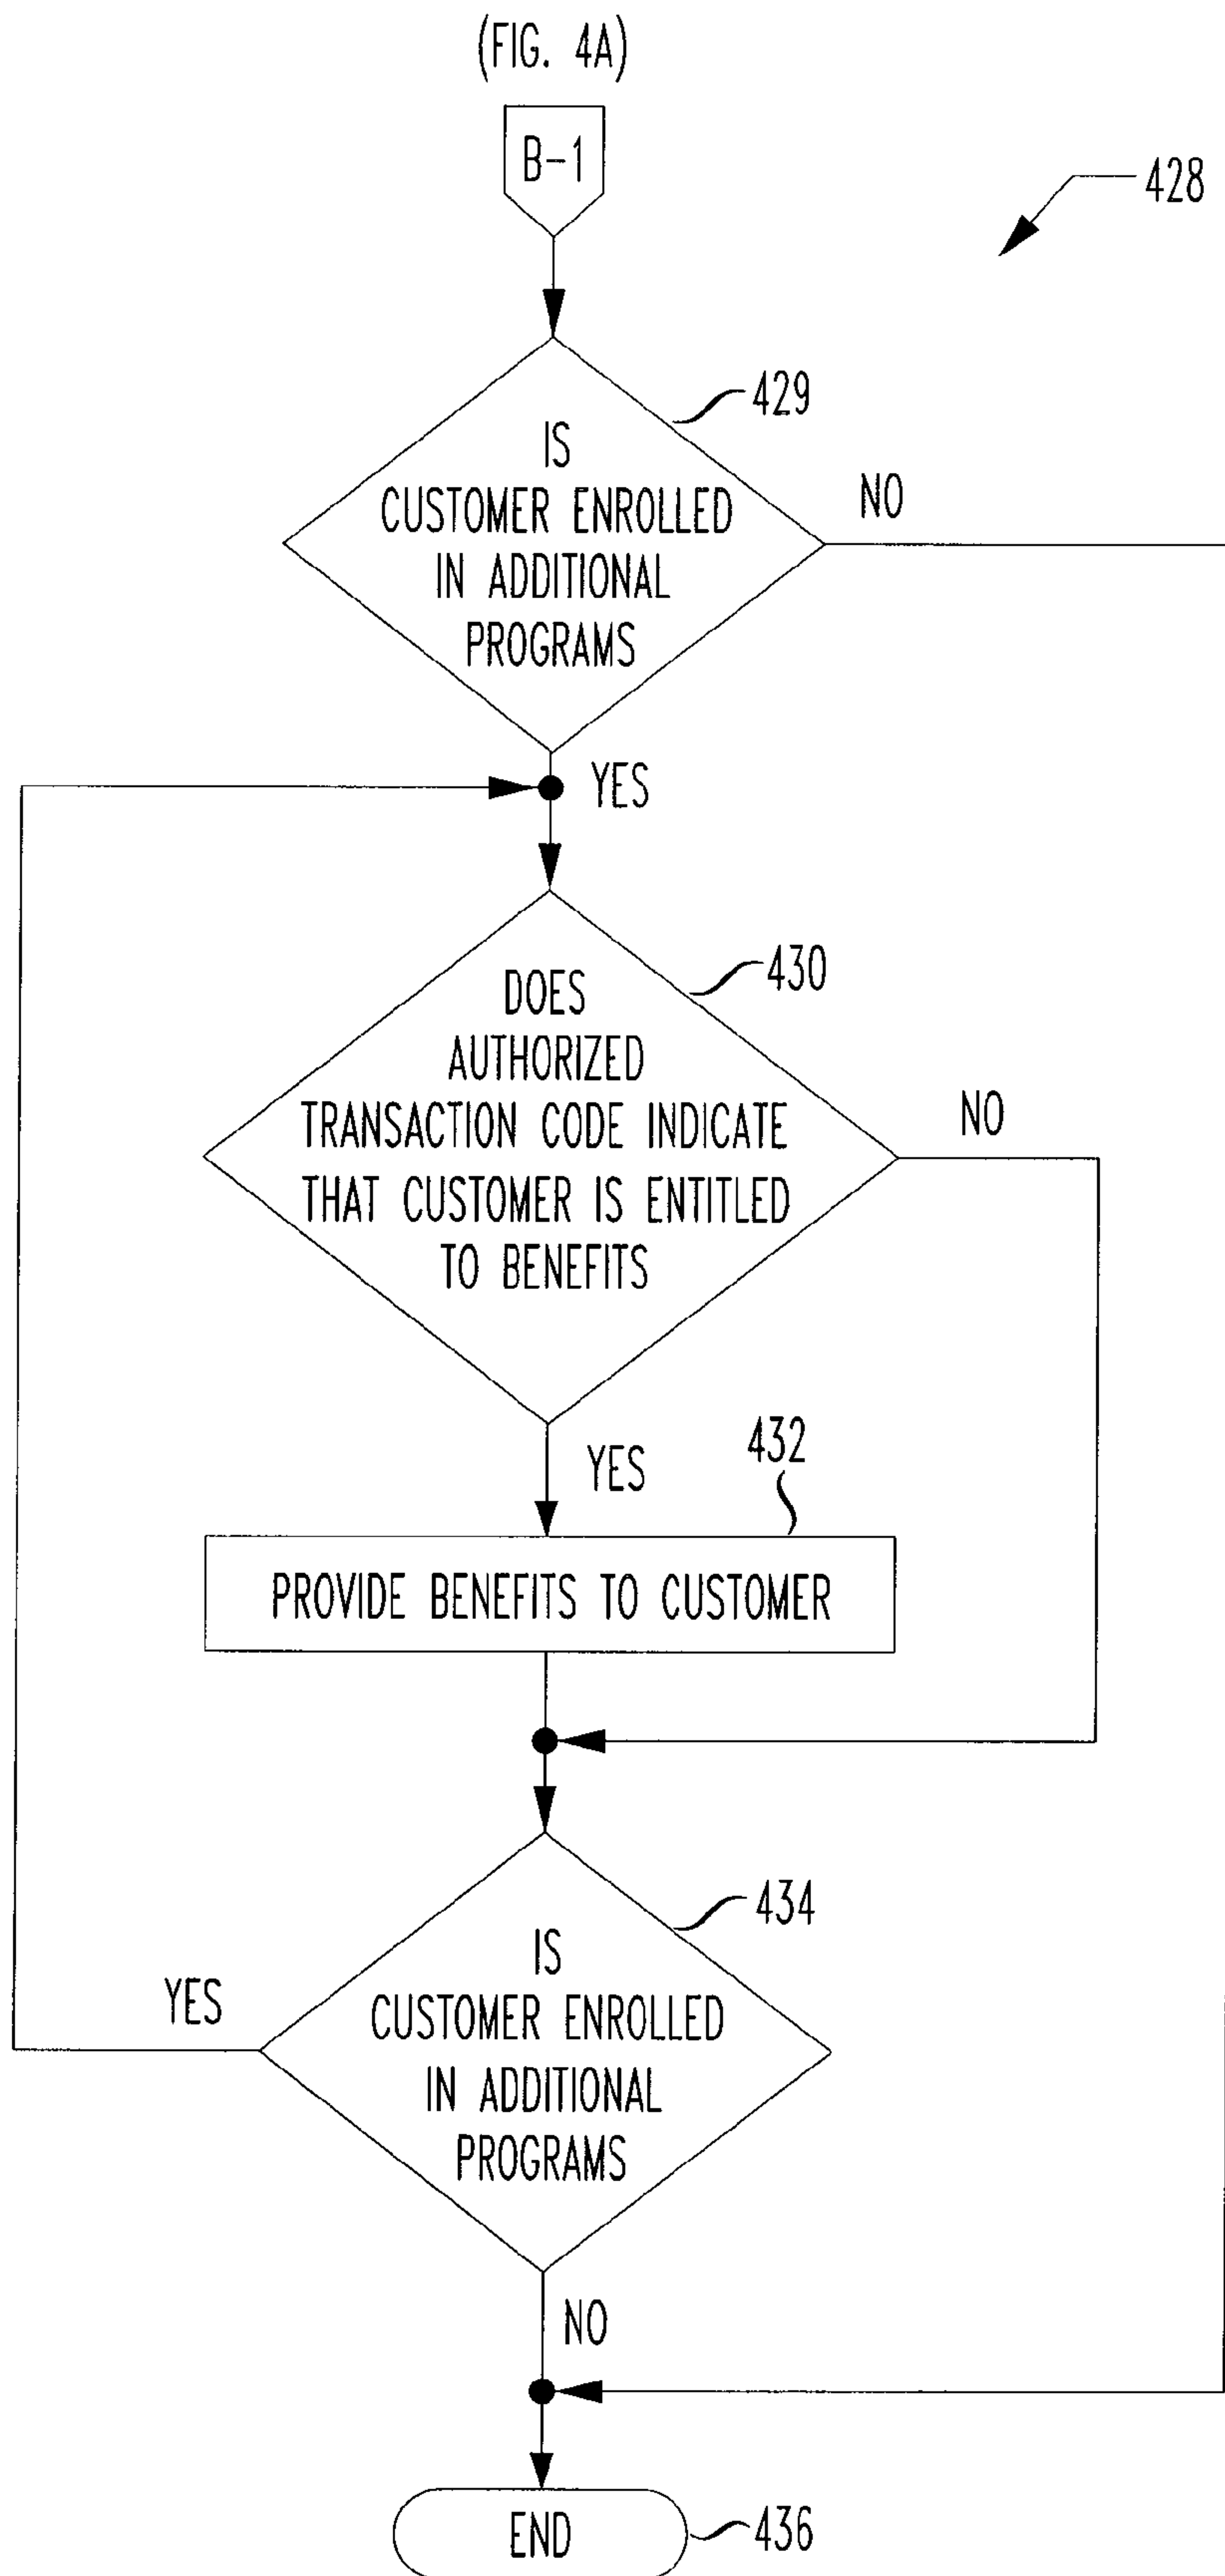 (FIG. 4A)
B-1
428
429
IS
CUSTOMER ENROLLED
IN ADDITIONAL
PROGRAMS
NO
YES
430
DOES
AUTHORIZED
TRANSACTION CODE INDICATE
THAT CUSTOMER IS ENTITLED
TO BENEFITS
NO
YES
432
PROVIDE BENEFITS TO CUSTOMER
434
IS
CUSTOMER ENROLLED
IN ADDITIONAL
PROGRAMS
YES
NO
END
436